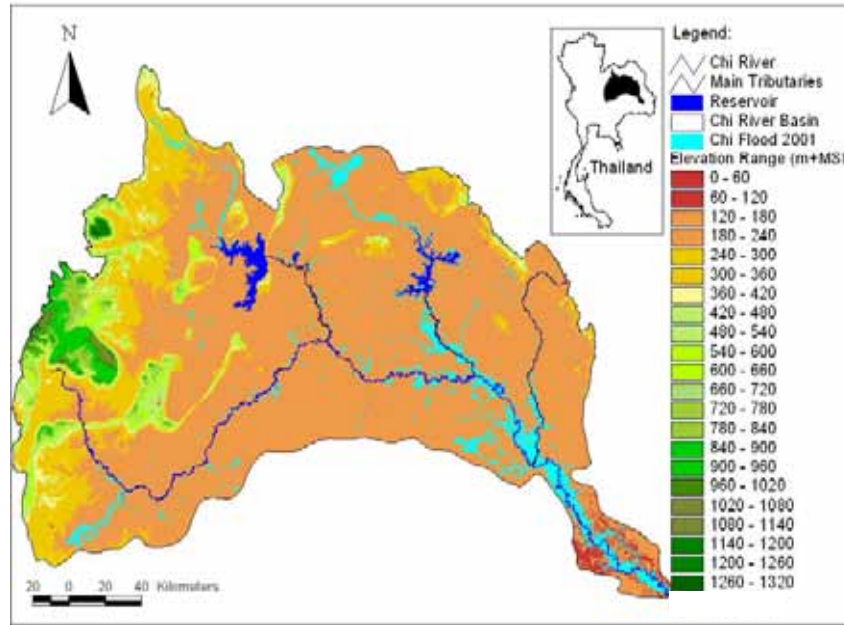 N
Thailand
Legend:
Chi River
Main Tributaries
Reservoir
Chi River Basin
Chi Flood 2001
Elevation Range (m+MSL
0 - 60
60 - 120
120 - 180
180 - 240
240 - 300
300 - 360
360 - 420
420 - 480
480 - 540
540 - 600
600 - 660
660 - 720
720 - 780
780 - 840
840 - 900
900 - 960
960 - 1020
1020 - 1080
1080 - 1140
1140 - 1200
1200 - 1260
1260 - 1320
20 0 20 40 Kilometers